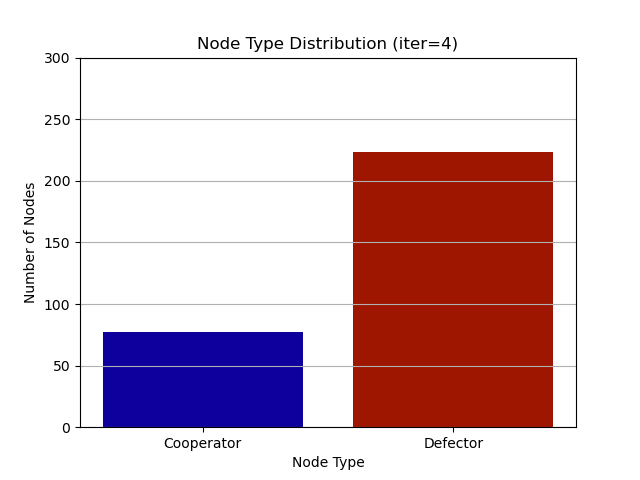 Node Type Distribution (iter=4)
300
250
200
150
100
50
0
Number of Nodes
Cooperator
Defector
Node Type